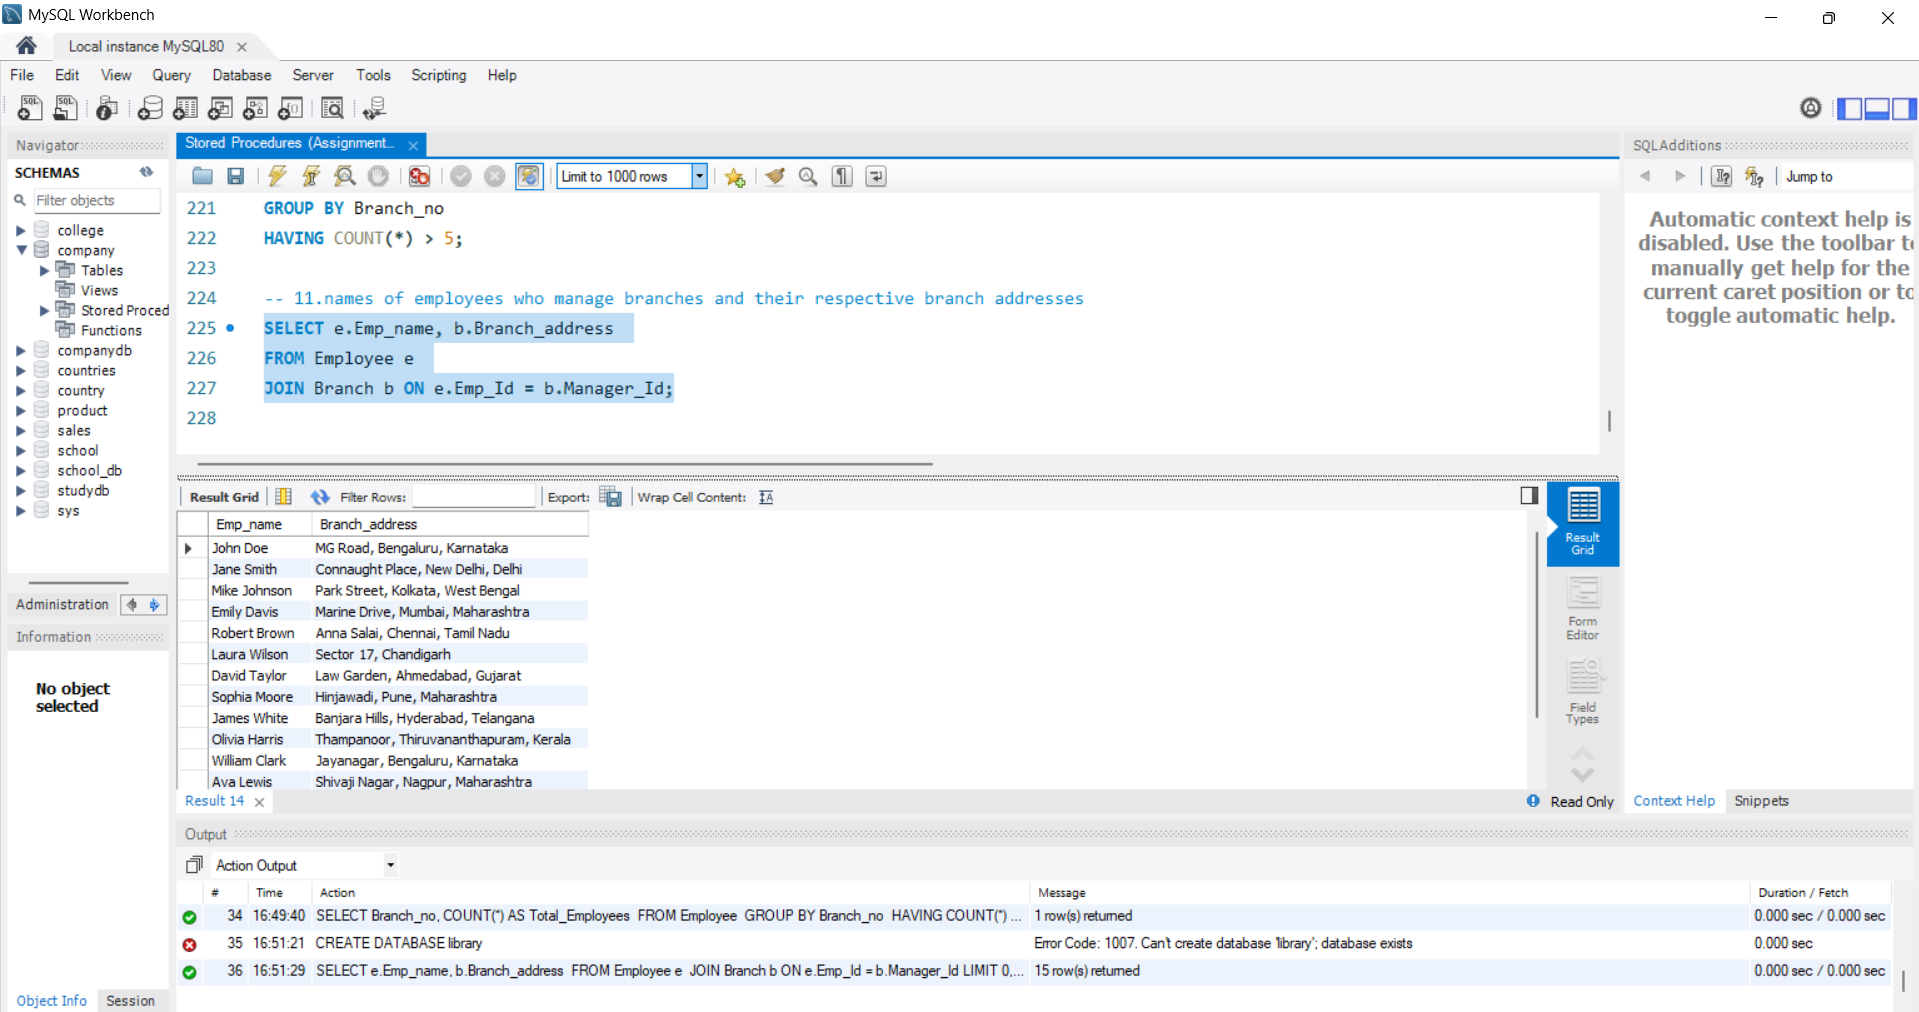 MySQL Workbench
Local instance MySQL80
File Edit View Query Database Server Tools Scripting Help
Navigator
SCHEMAS
Filter objects
college
company
Tables
Views
Stored Proced
Functions
companydb
countries
country
product
sales
school
school_db
studydb
sys
Administration
Information
No object
selected
Object Info Session
Stored Procedures (Assignment...
Limit to 1000 rows
221 GROUP BY Branch_no
222 HAVING COUNT(*) > 5;
223
224 -- 11.names of employees who manage branches and their respective branch addresses
225 SELECT e.Emp_name, b.Branch_address
226 FROM Employee e
227 JOIN Branch b ON e.Emp_Id = b.Manager_Id;
228
Result Grid Filter Rows: Export: Wrap Cell Content:
Emp_name Branch_address
John Doe MG Road, Bengaluru, Karnataka
Jane Smith Connaught Place, New Delhi, Delhi
Mike Johnson Park Street, Kolkata, West Bengal
Emily Davis Marine Drive, Mumbai, Maharashtra
Robert Brown Anna Salai, Chennai, Tamil Nadu
Laura Wilson Sector 17, Chandigarh
David Taylor Law Garden, Ahmedabad, Gujarat
Sophia Moore Hinjawadi, Pune, Maharashtra
James White Banjara Hills, Hyderabad, Telangana
Olivia Harris Thampanoor, Thiruvananthapuram, Kerala
William Clark Jayanagar, Bengaluru, Karnataka
Ava Lewis Shivaji Nagar, Nagpur, Maharashtra
Result
Grid
Form
Editor
Field
Types
Result 14 Read Only
SQLAdditions
Jump to
Automatic context help is
disabled. Use the toolbar to
manually get help for the
current caret position or to
toggle automatic help.
Context Help Snippets
Output
Action Output
# Time Action Message Duration / Fetch
34 16:49:40 SELECT Branch_no, COUNT(*) AS Total_Employees FROM Employee GROUP BY Branch_no HAVING COUNT(*) ... 1 row(s) returned 0.000 sec / 0.000 sec
35 16:51:21 CREATE DATABASE library Error Code: 1007. Can't create database 'library'; database exists 0.000 sec
36 16:51:29 SELECT e.Emp_name, b.Branch_address FROM Employee e JOIN Branch b ON e.Emp_Id = b.Manager_Id LIMIT 0,... 15 row(s) returned 0.000 sec / 0.000 sec